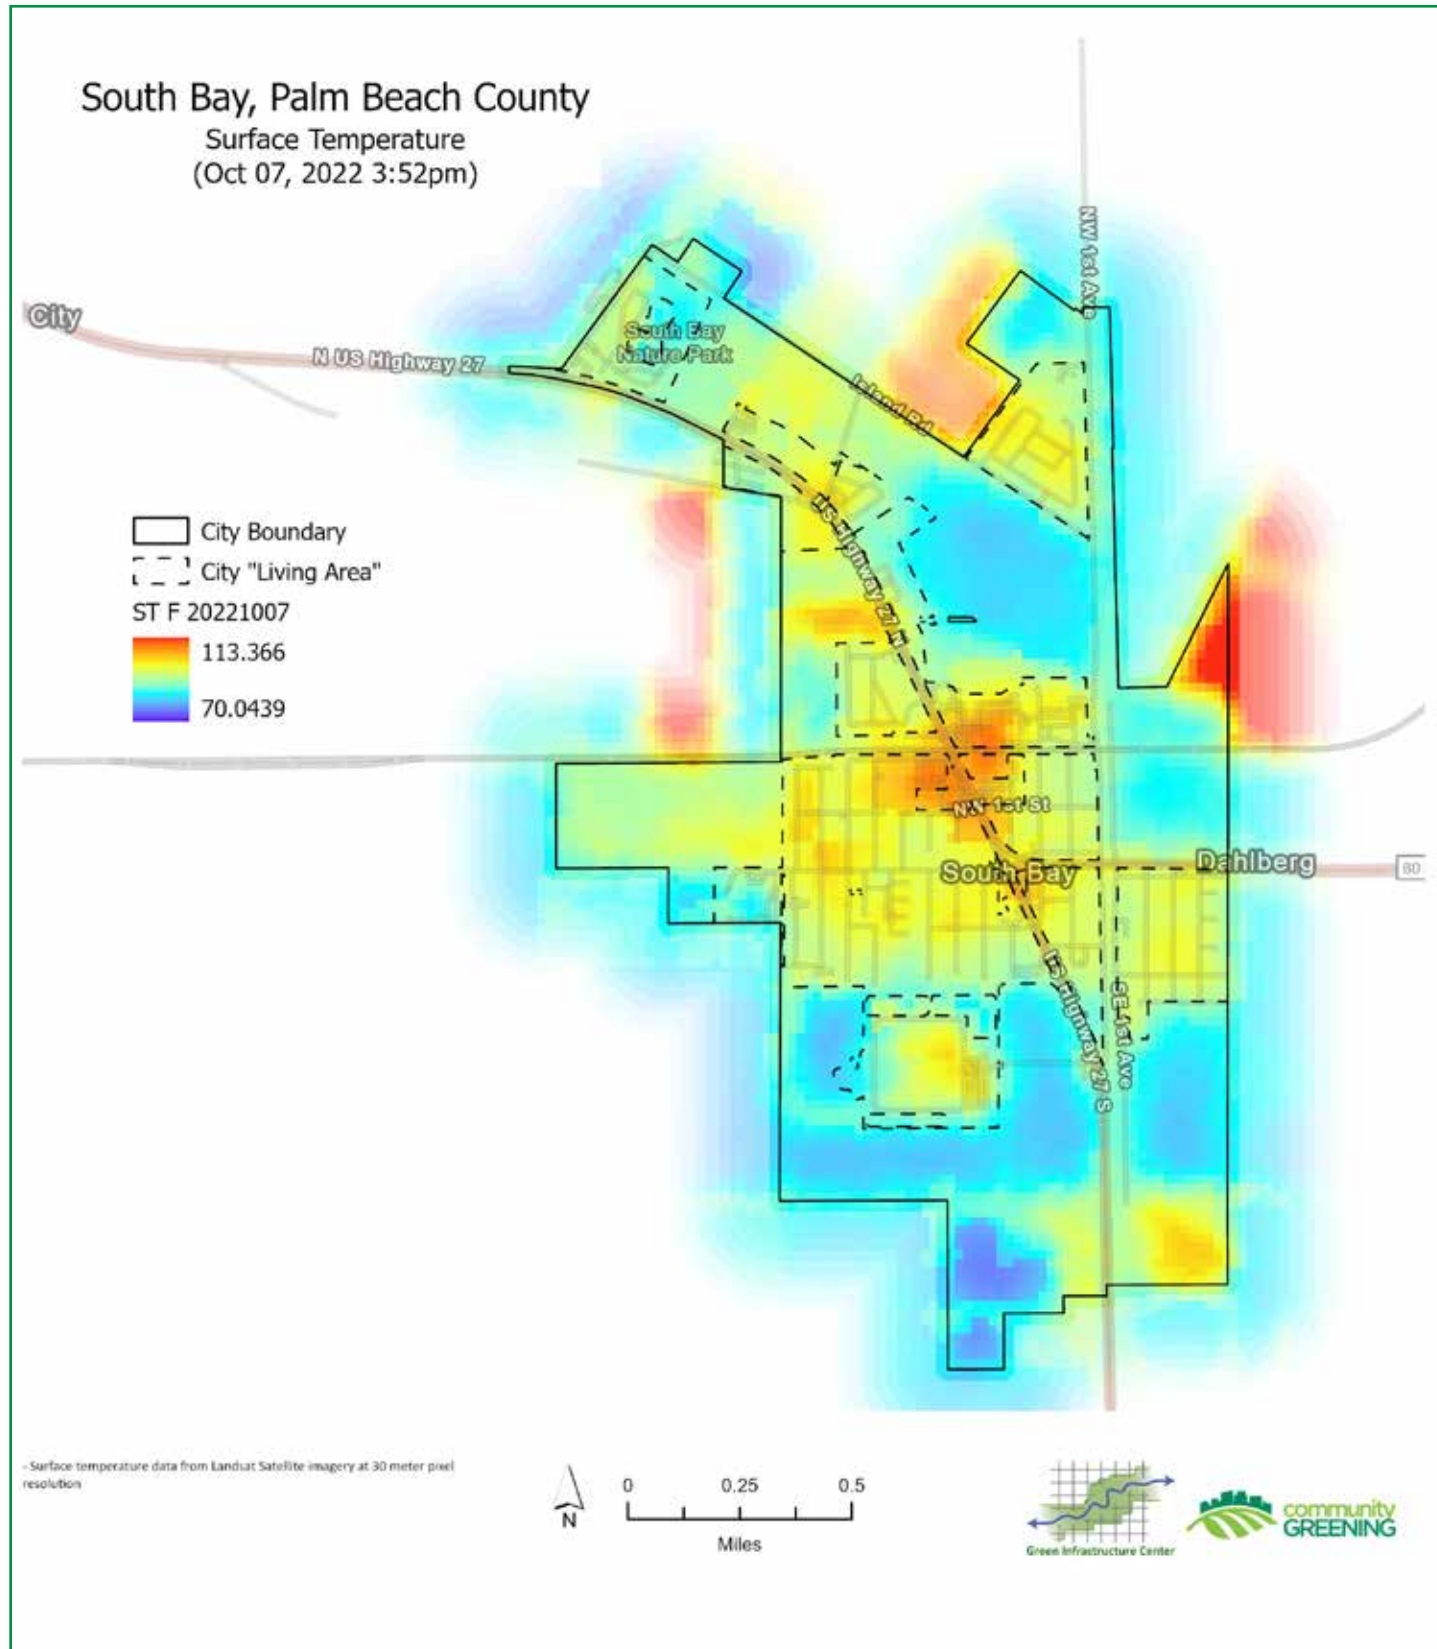 South Bay, Palm Beach County
Surface Temperature
(Oct 07, 2022 3:52pm)
NW 1st Ave
City
N US Highway 27
South Bay
Nature Park
Island Rd
City Boundary
City "Living Area"
ST F 20221007
113.366
70.0439
US Highway 27 N
NW 1st St
South Bay
Dahlberg
80
US Highway 27 S
SE 1st Ave
- Surface temperature data from Landsat Satellite imagery at 30 meter pixel
resolution
N
0 0.25 0.5
Miles
Green Infrastructure Center
community
GREENING